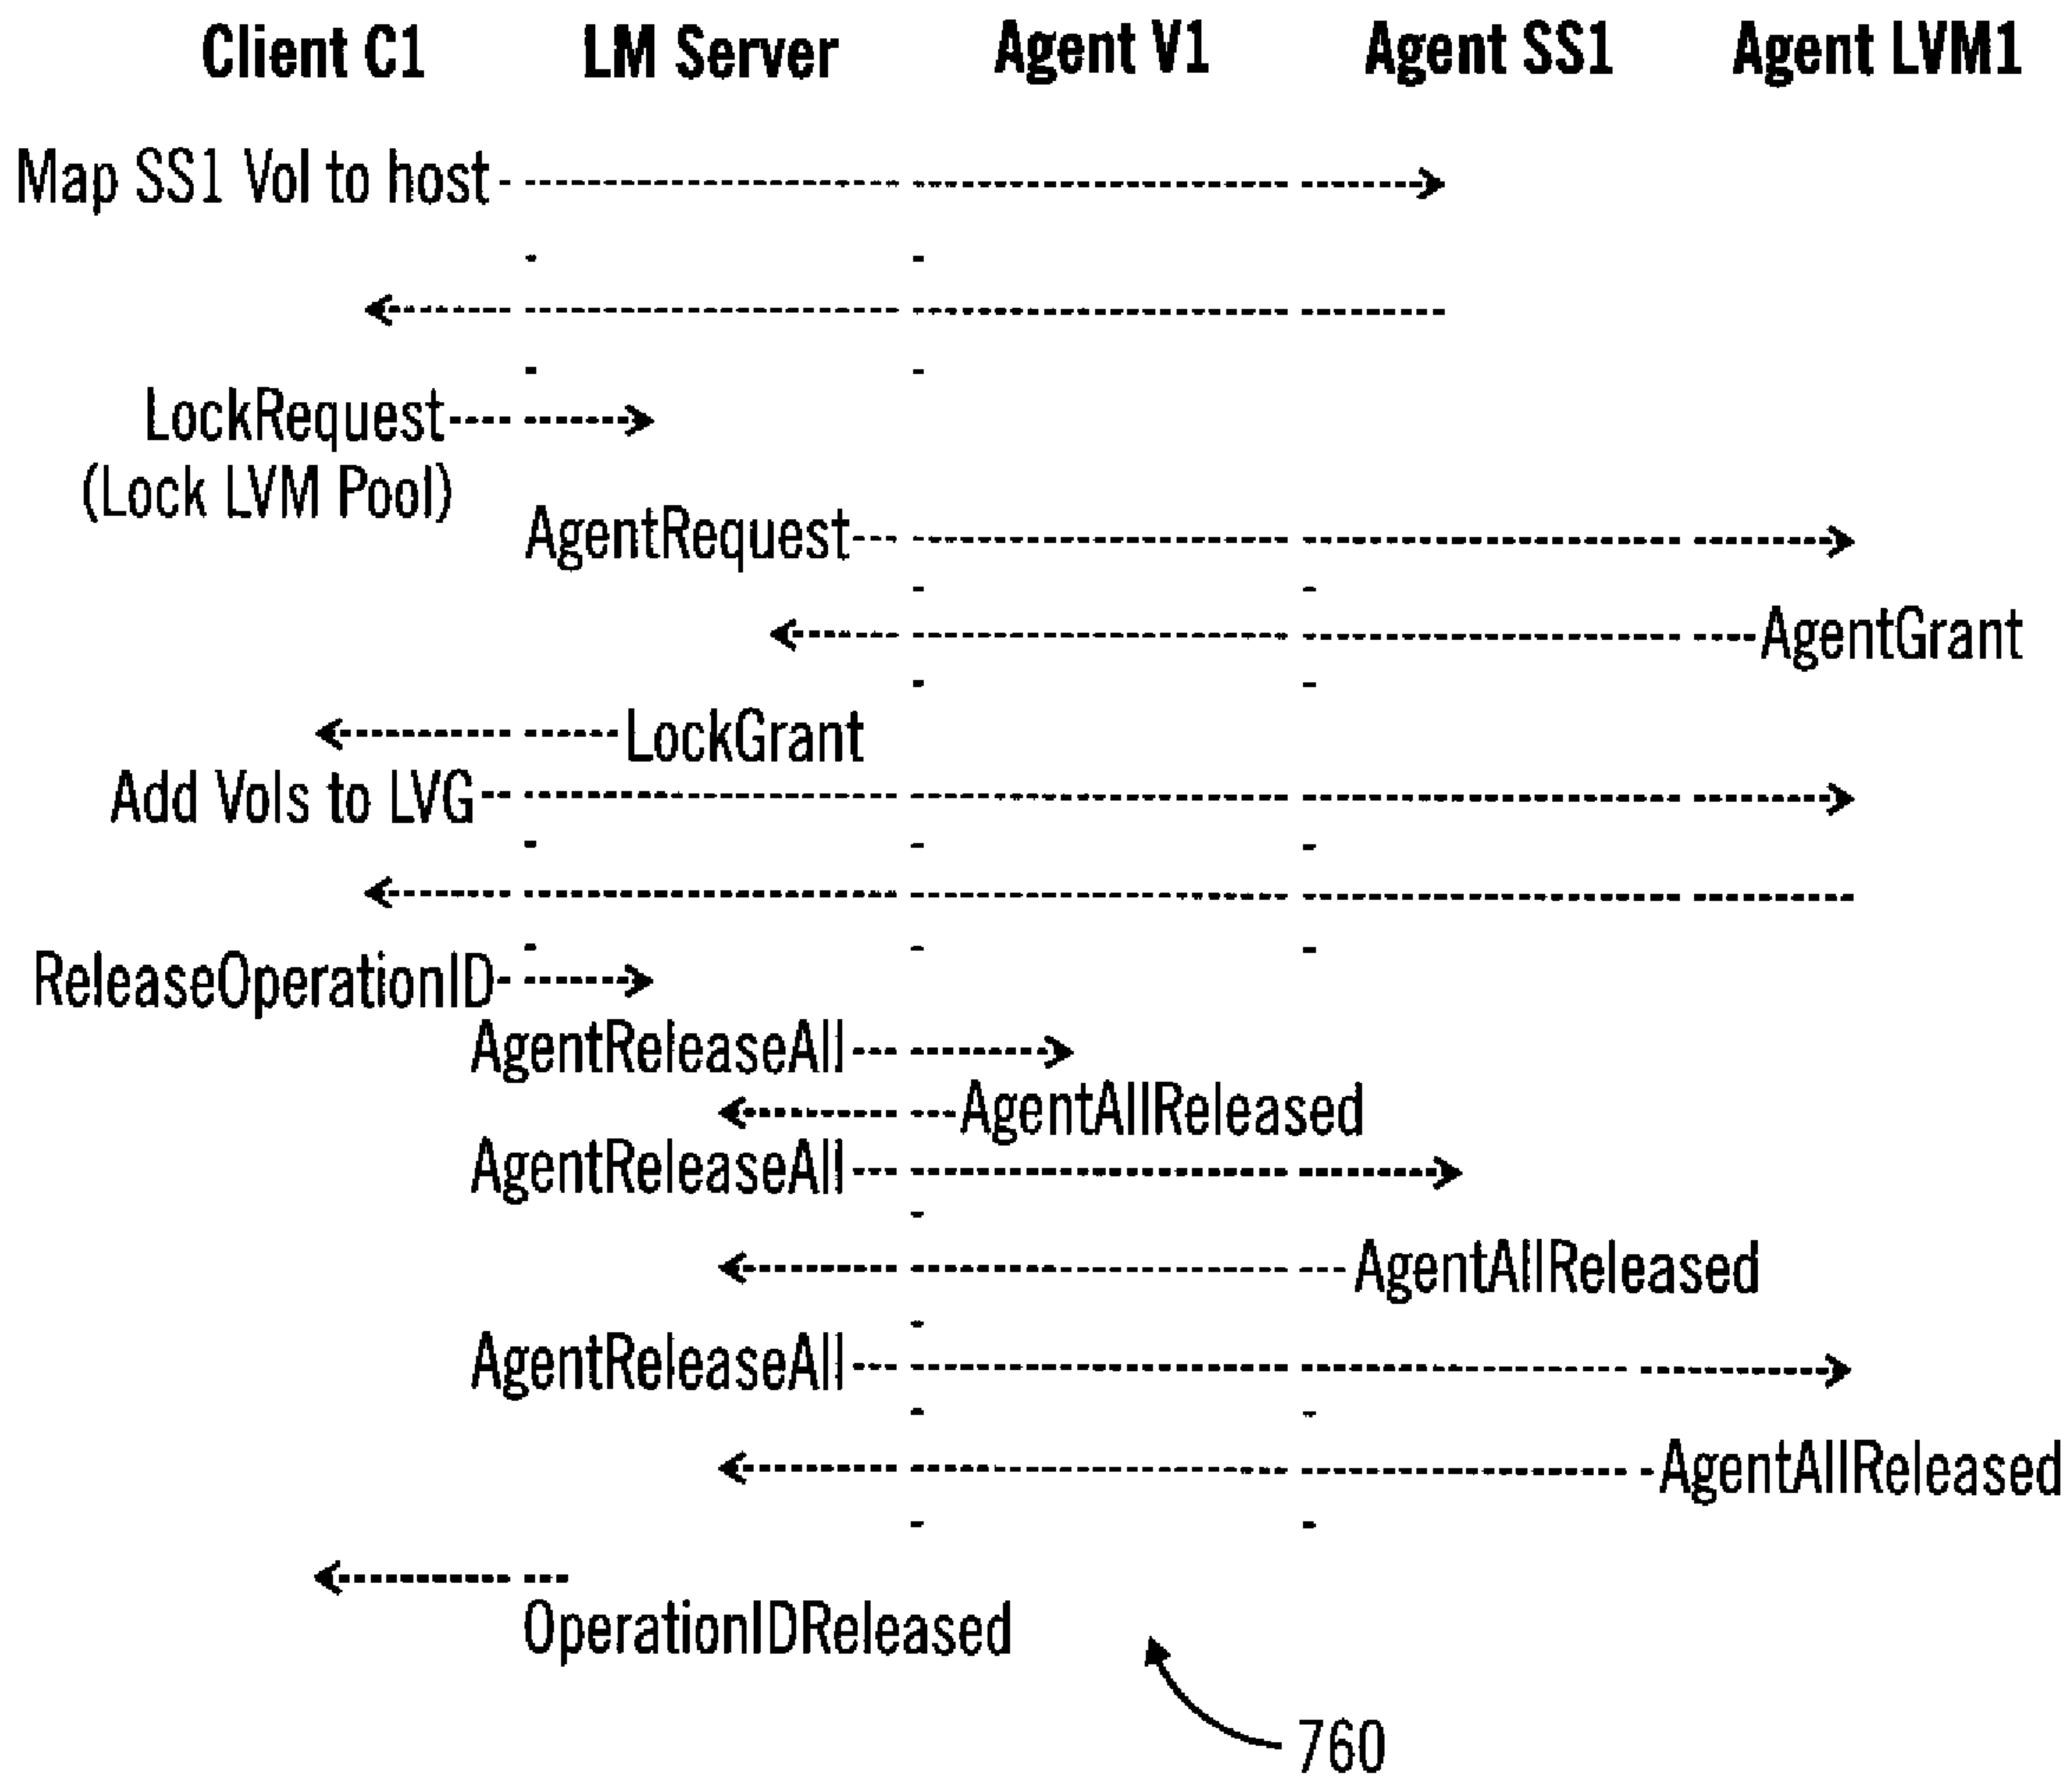 Client C1 LM Server Agent V1 Agent SS1 Agent LVM1
Map SS1 Vol to host
LockRequest
(Lock LVM Pool)
AgentRequest
AgentGrant
LockGrant
Add Vols to LVG
ReleaseOperationID
AgentReleaseAll
AgentAllReleased
AgentReleaseAll
AgentAllReleased
AgentReleaseAll
AgentAllReleased
OperationIDReleased
760